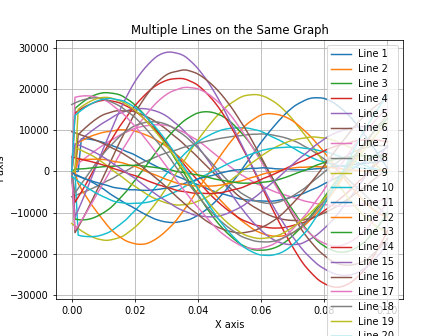 Multiple Lines on the Same Graph
30000
20000
10000
0
-10000
-20000
-30000
0.00
0.02
0.04
0.06
0.08
X axis
Line 1
Line 2
Line 3
Line 4
Line 5
Line 6
Line 7
Line 8
Line 9
Line 10
Line 11
Line 12
Line 13
Line 14
Line 15
Line 16
Line 17
Line 18
Line 19
Line 20